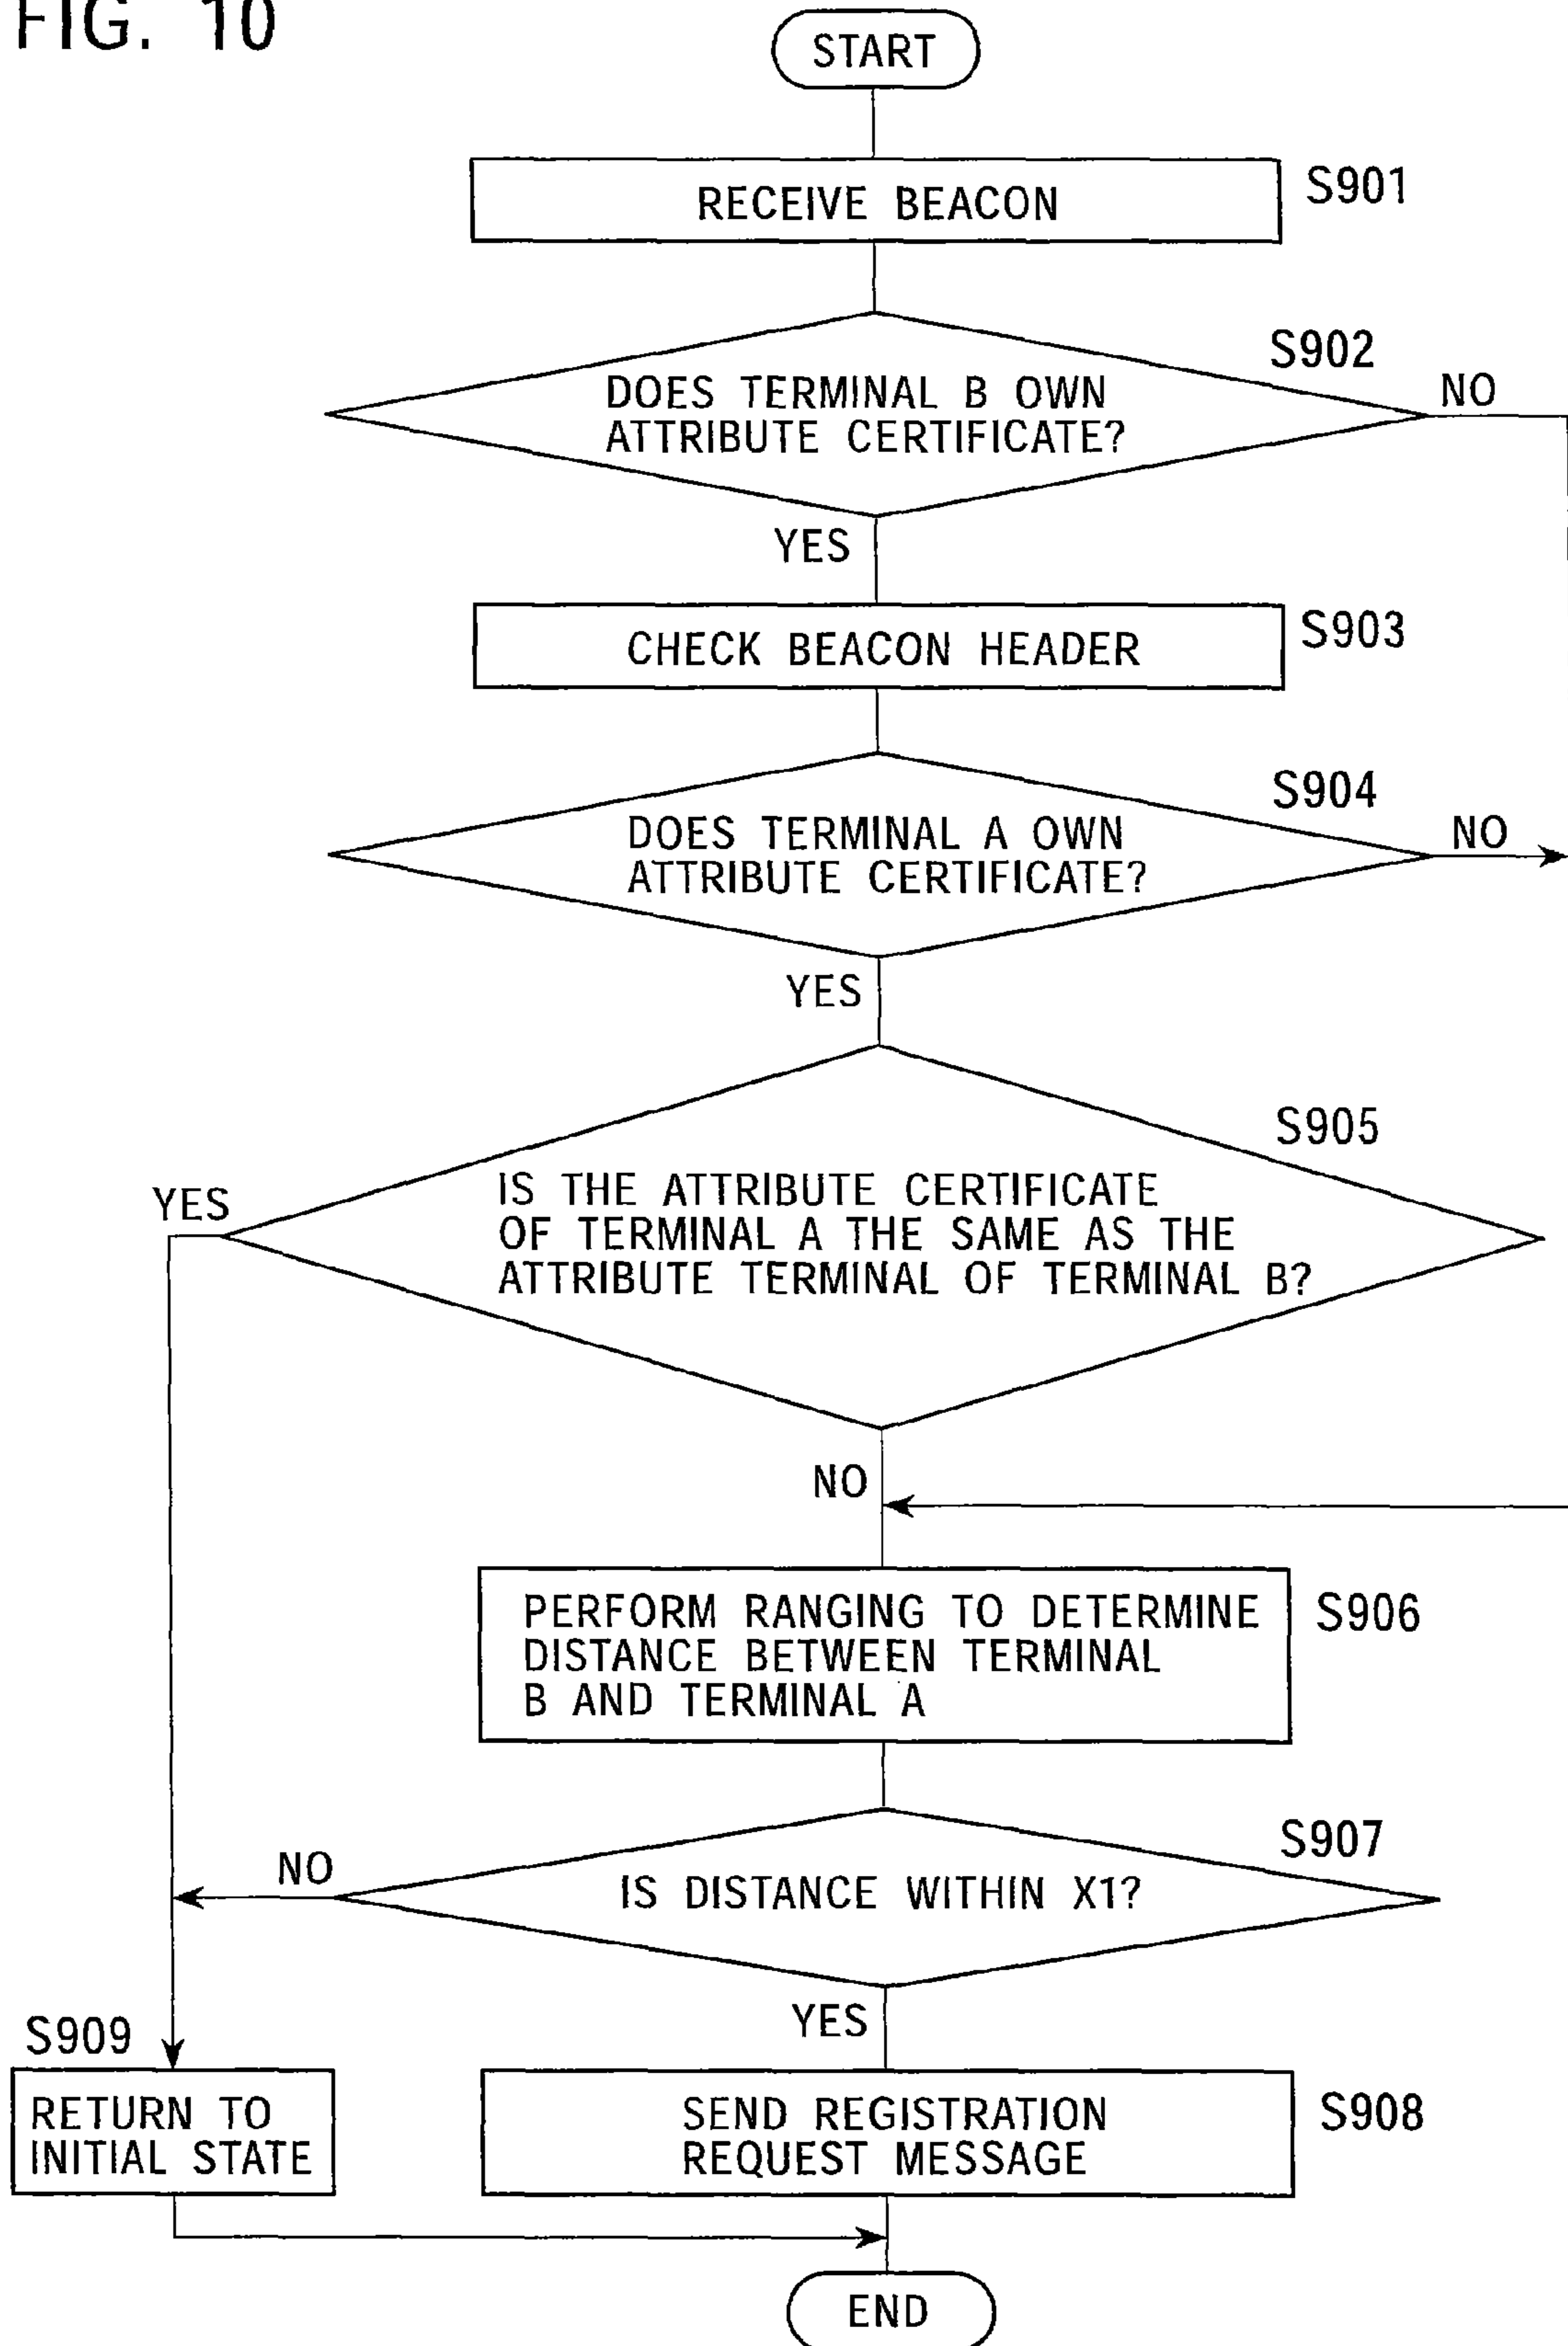 FIG. 10
START
RECEIVE BEACON
S901
S902
DOES TERMINAL B OWN
ATTRIBUTE CERTIFICATE?
NO
YES
CHECK BEACON HEADER
S903
S904
DOES TERMINAL A OWN
ATTRIBUTE CERTIFICATE?
NO
YES
S905
YES
IS THE ATTRIBUTE CERTIFICATE
OF TERMINAL A THE SAME AS THE
ATTRIBUTE TERMINAL OF TERMINAL B?
NO
PERFORM RANGING TO DETERMINE
DISTANCE BETWEEN TERMINAL
B AND TERMINAL A
S906
S907
NO
IS DISTANCE WITHIN X1?
YES
S909
RETURN TO
INITIAL STATE
SEND REGISTRATION
REQUEST MESSAGE
S908
END